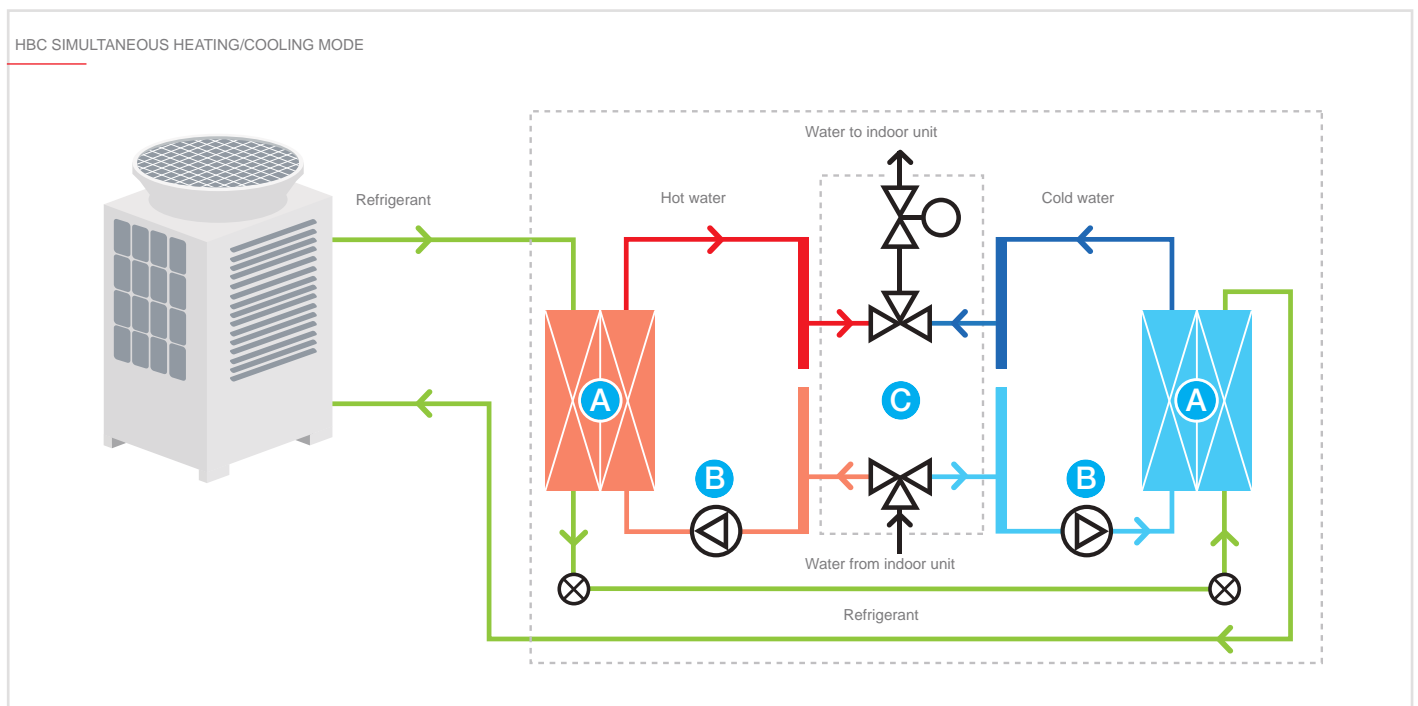 HBC SIMULTANEOUS HEATING/COOLING MODE
Water to indoor unit
Refrigerant
Hot water
Cold water
A
C
A
B
B
Water from indoor unit
Refrigerant